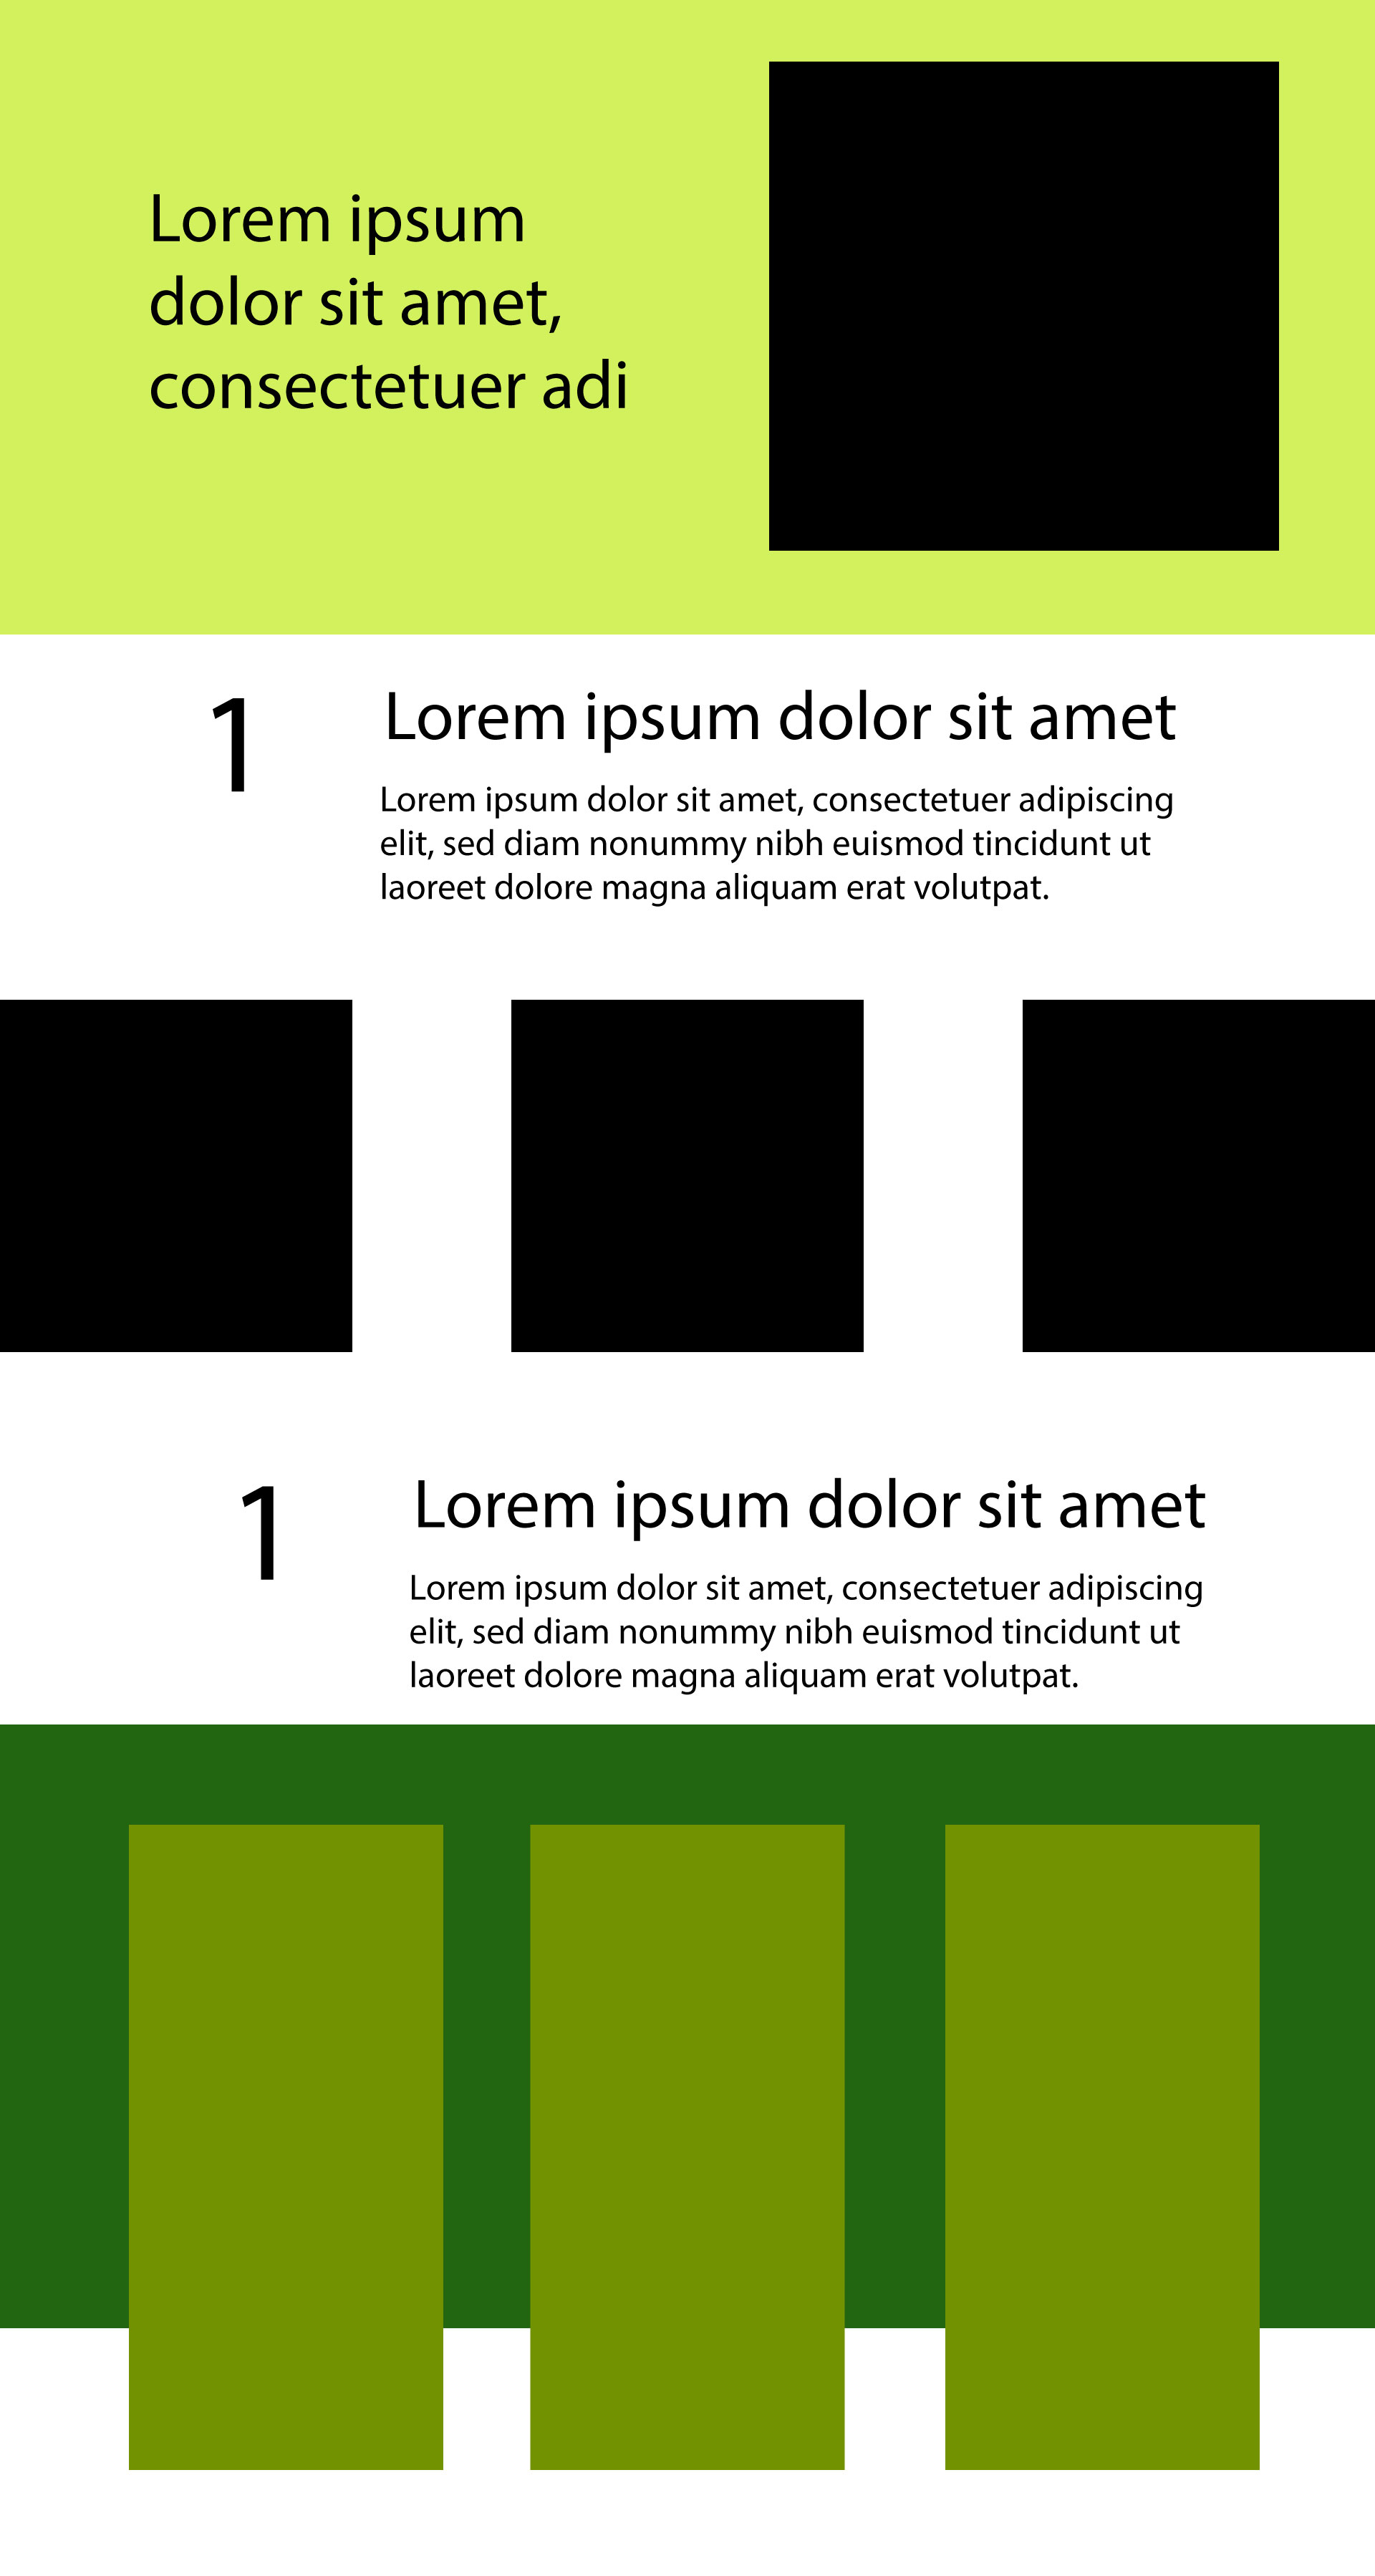 Lorem ipsum
dolor sit amet,
consectetuer adi
1
Lorem ipsum dolor sit amet
Lorem ipsum dolor sit amet, consectetuer adipiscing
elit, sed diam nonummy nibh euismod tincidunt ut
laoreet dolore magna aliquam erat volutpat.
1
Lorem ipsum dolor sit amet
Lorem ipsum dolor sit amet, consectetuer adipiscing
elit, sed diam nonummy nibh euismod tincidunt ut
laoreet dolore magna aliquam erat volutpat.